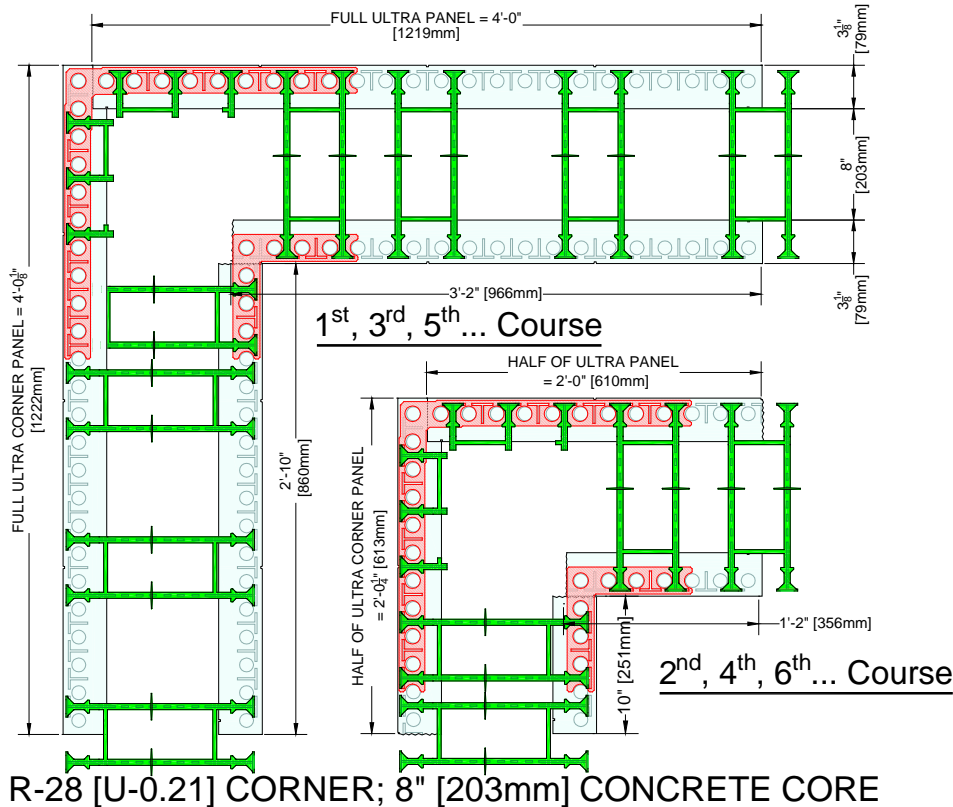 FULL ULTRA PANEL = 4'-0"
[1219mm]
3⅛"
[79mm]
8"
[203mm]
3⅛"
[79mm]
FULL ULTRA CORNER PANEL = 4'-0⅛"
[1222mm]
3'-2" [966mm]
1st, 3rd, 5th... Course
2'-10"
[860mm]
HALF OF ULTRA PANEL
= 2'-0" [610mm]
HALF OF ULTRA CORNER PANEL
= 2'-0¼" [613mm]
1'-2" [356mm]
10" [251mm]
2nd, 4th, 6th... Course
R-28 [U-0.21] CORNER; 8" [203mm] CONCRETE CORE